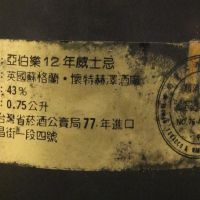 ：亞伯樂12年威士忌
：英國蘇格蘭・懷特赫澤酒廠
：43%
：0.75公升
台灣省菸酒公賣局77年進口
昌街一段四號